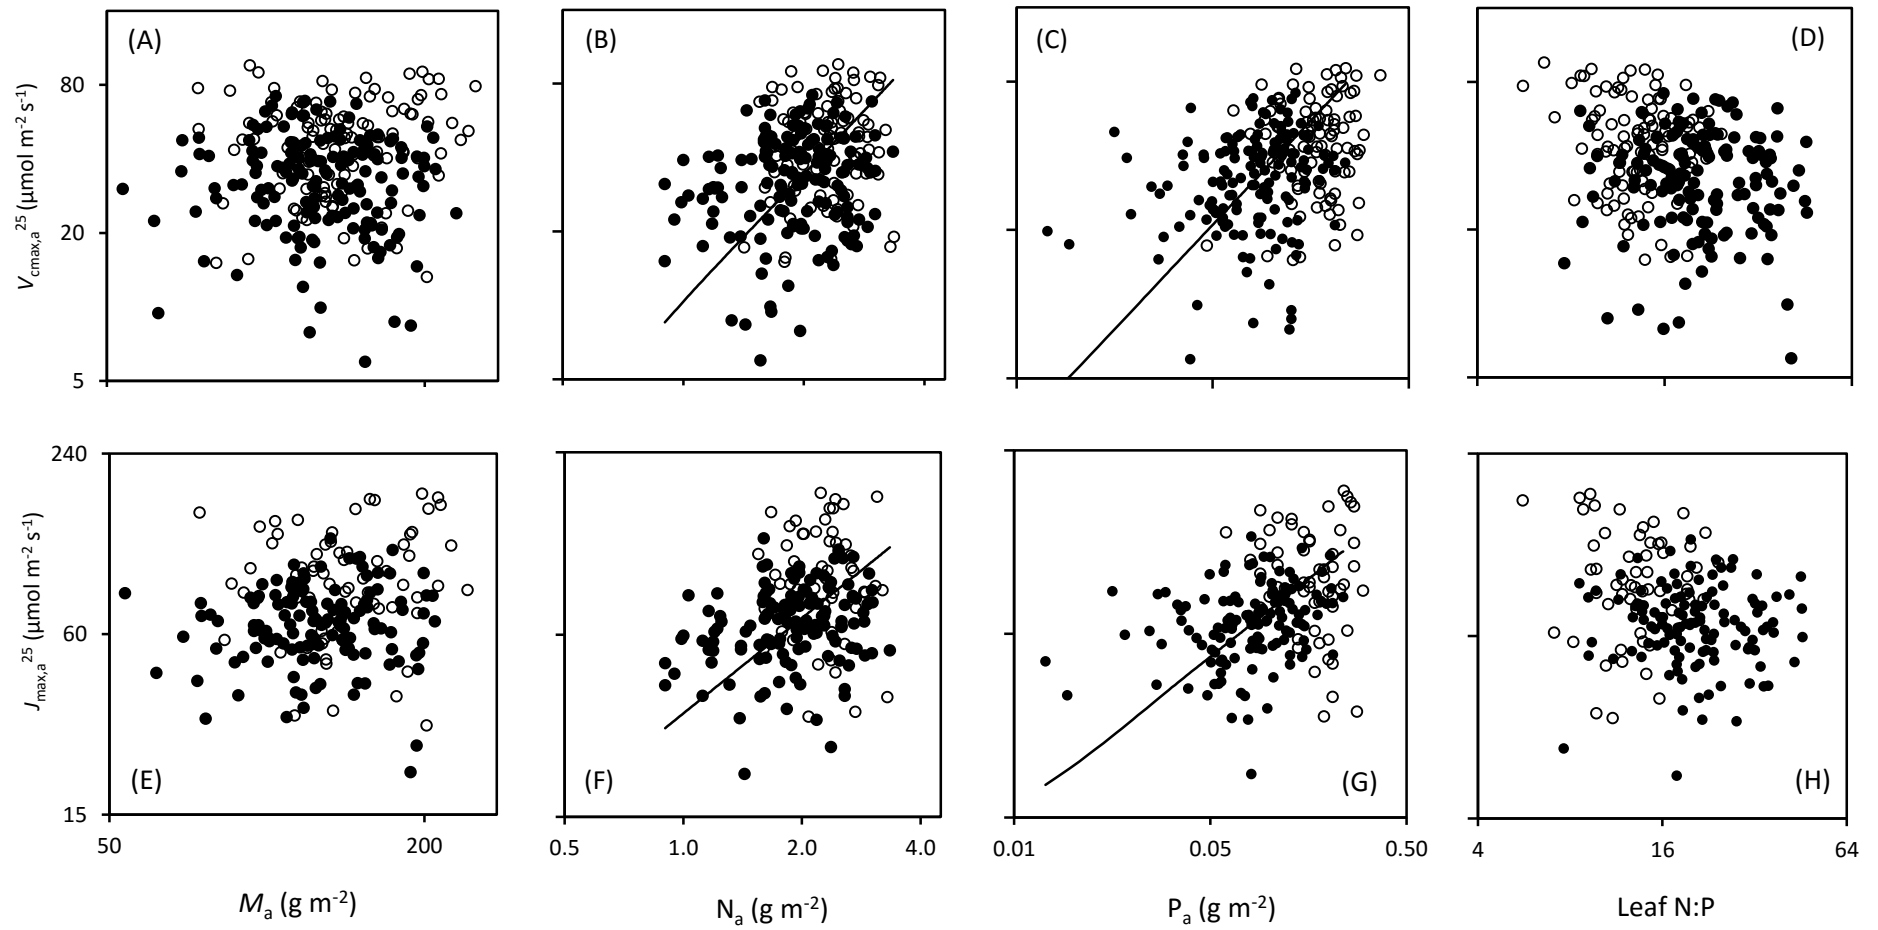 (A)
(B)
(C)
(D)
80
20
5
Vcmax,a25 (µmol m-2 s-1)
240
60
15
Jmax,a25 (µmol m-2 s-1)
(E)
(F)
(G)
(H)
50 200
0.5 1.0 2.0 4.0
0.01 0.05 0.50
4 16 64
Ma (g m-2)
Na (g m-2)
Pa (g m-2)
Leaf N:P